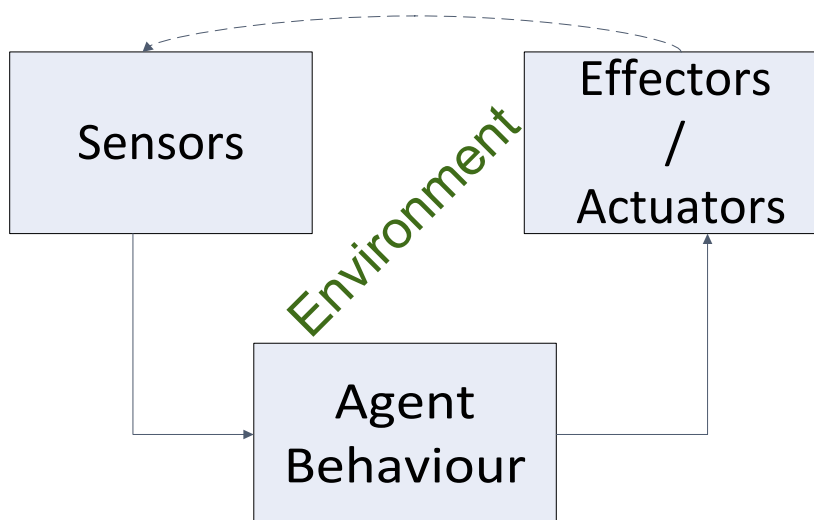 Sensors
Effectors
/
Actuators
Environment
Agent
Behaviour